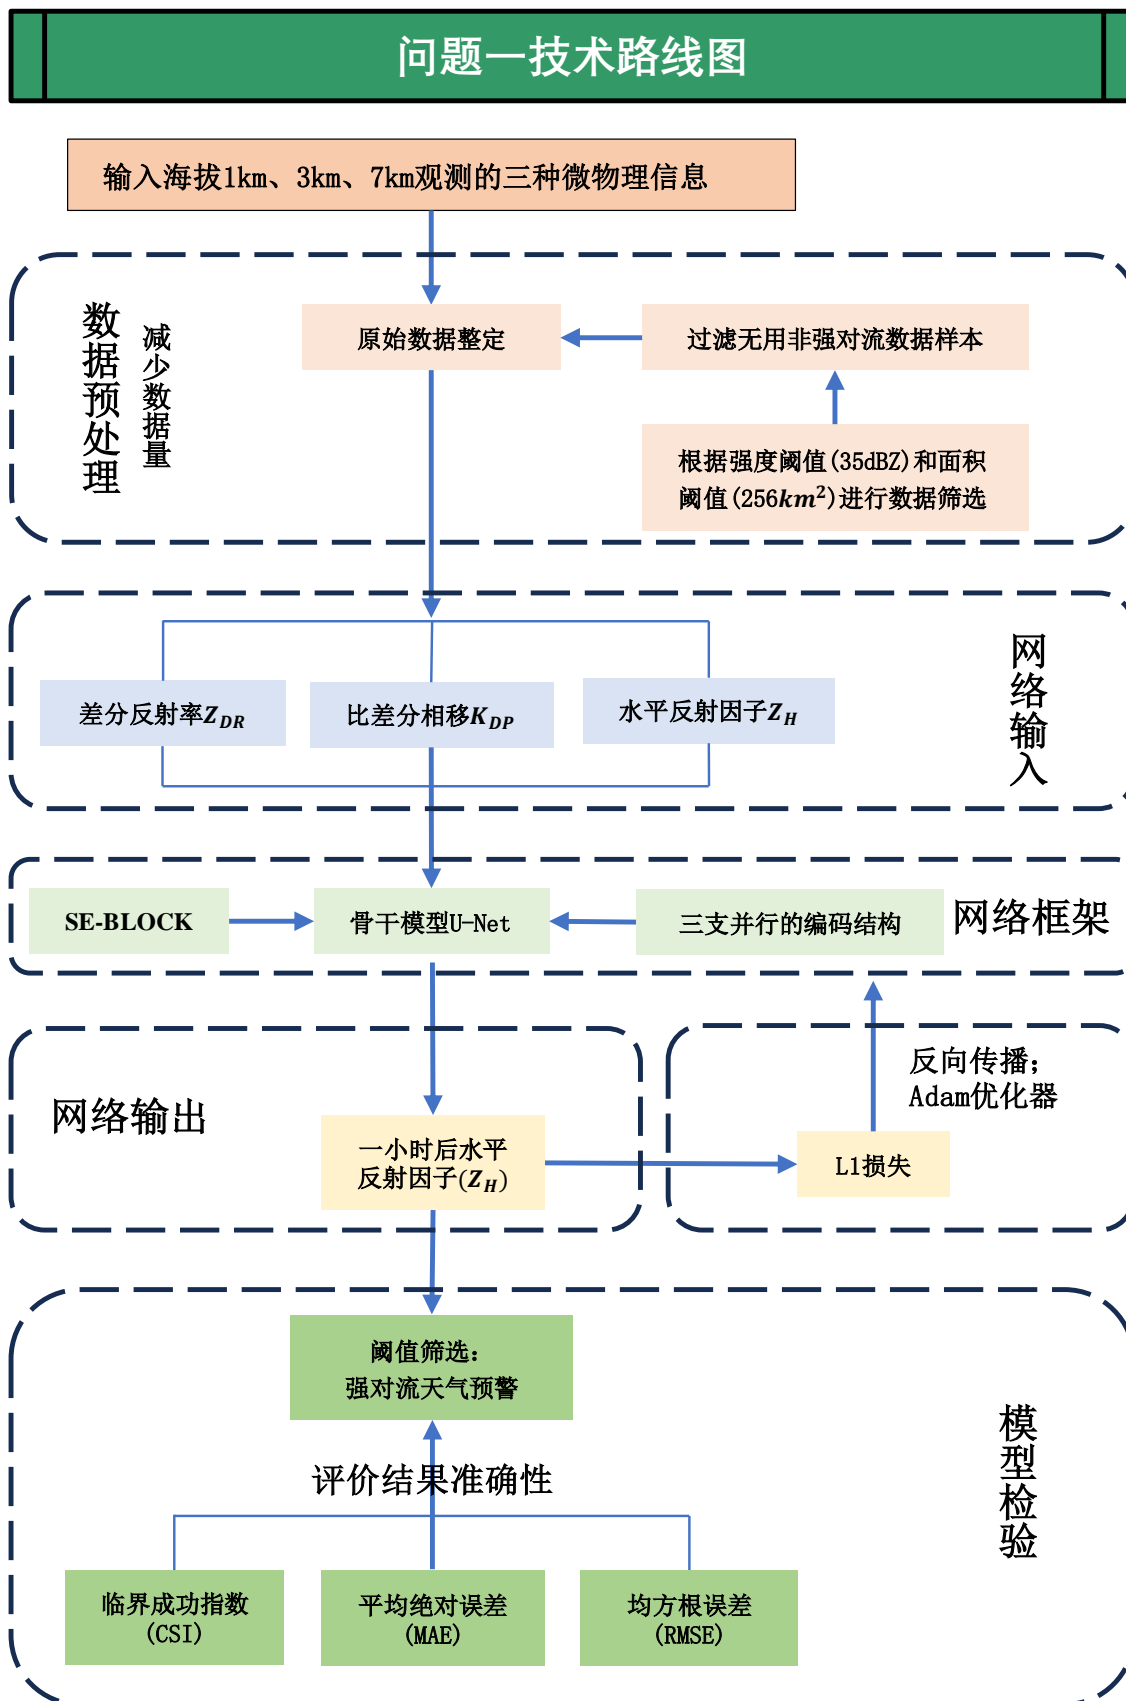 问题一技术路线图
输入海拔1km、3km、7km观测的三种微物理信息
数据预处理
减少数据量
原始数据整定
过滤无用非强对流数据样本
根据强度阈值(35dBZ)和面积
阈值(256km²)进行数据筛选
网络输入
差分反射率Z_DR
比差分相移K_DP
水平反射因子Z_H
SE-BLOCK
骨干模型U-Net
三支并行的编码结构
网络框架
网络输出
一小时后水平
反射因子(Z_H)
反向传播；
Adam优化器
L1损失
阈值筛选：
强对流天气预警
模型检验
评价结果准确性
临界成功指数
(CSI)
平均绝对误差
(MAE)
均方根误差
(RMSE)